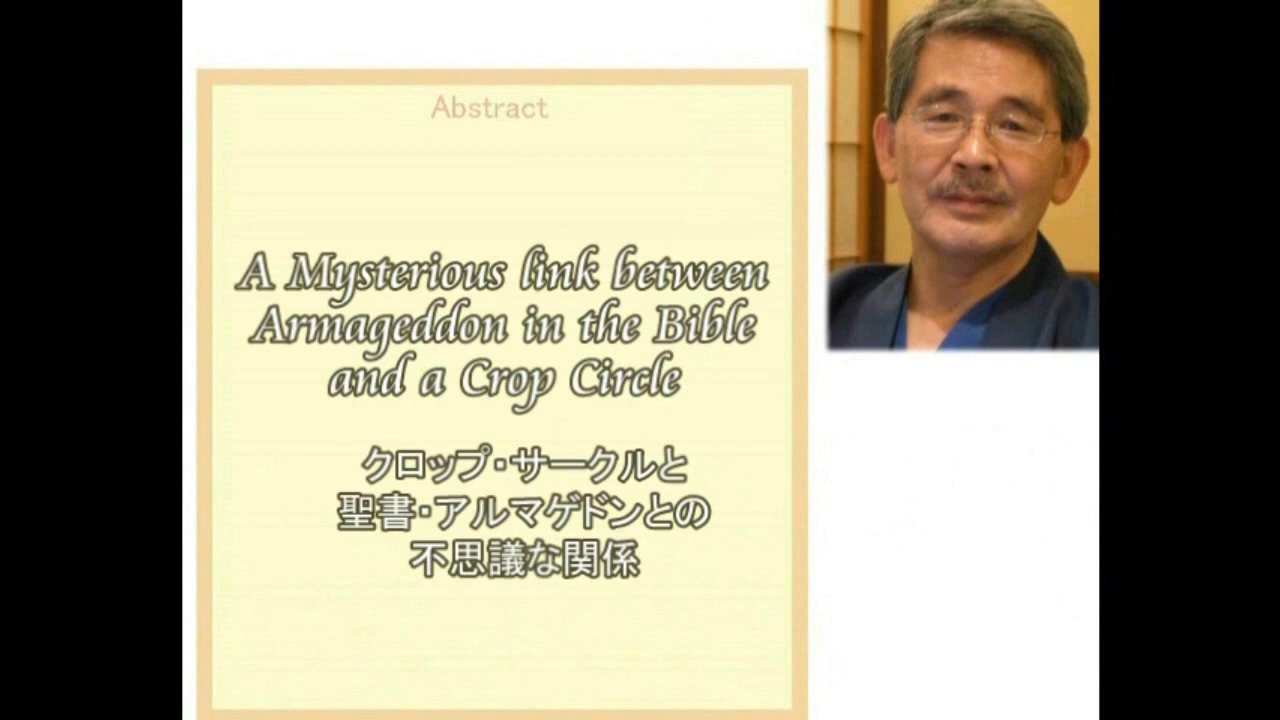 Abstract
A Mysterious link between
Armageddon in the Bible
and a Crop Circle
クロップ・サークルと
聖書・アルマゲドンとの
不思議な関係